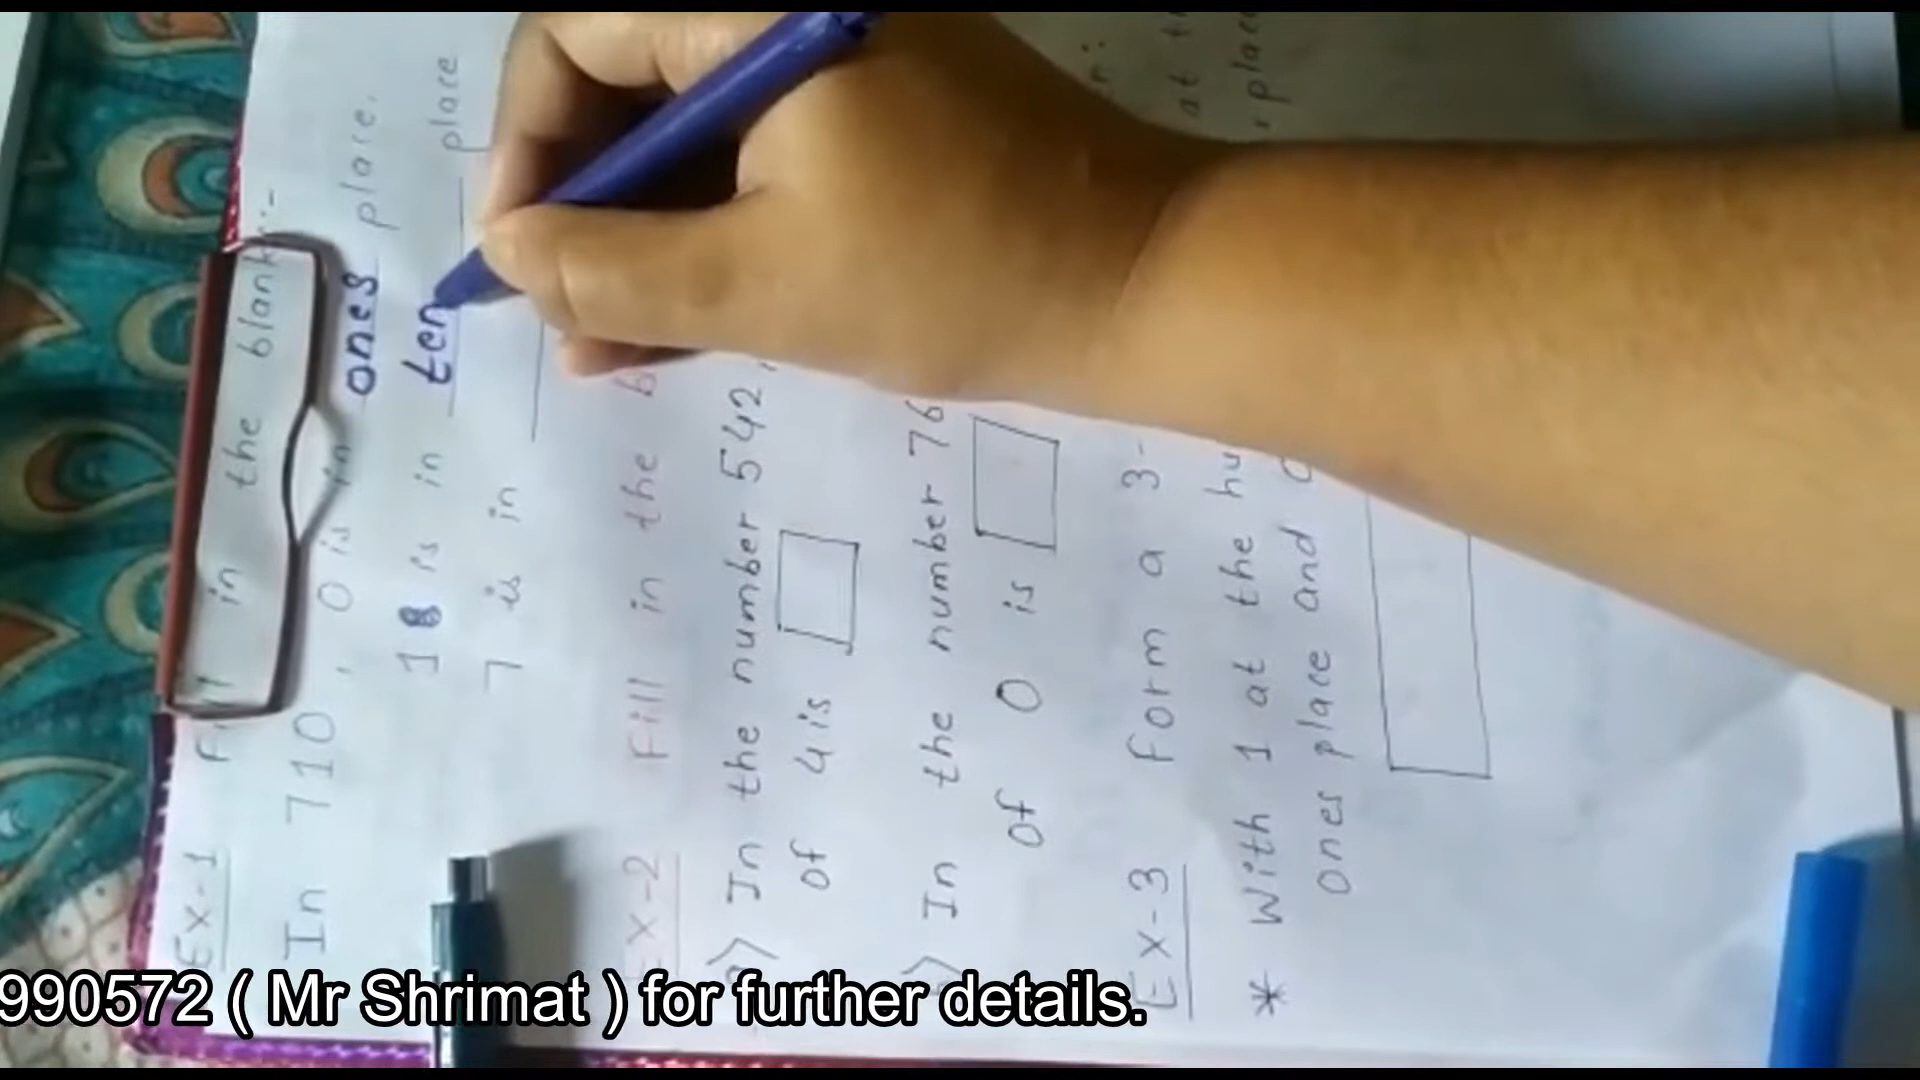 Ex-1 Fill in the blank:-
In 710, 0 is in ones place.
1 is in ten place
7 is in
Ex-2 Fill in the
In the number 542,
of 4 is
In the number 76
of 0 is
Ex-3 Form a 3-
* With 1 at the hu
ones place and
990572 ( Mr Shrimat ) for further details.